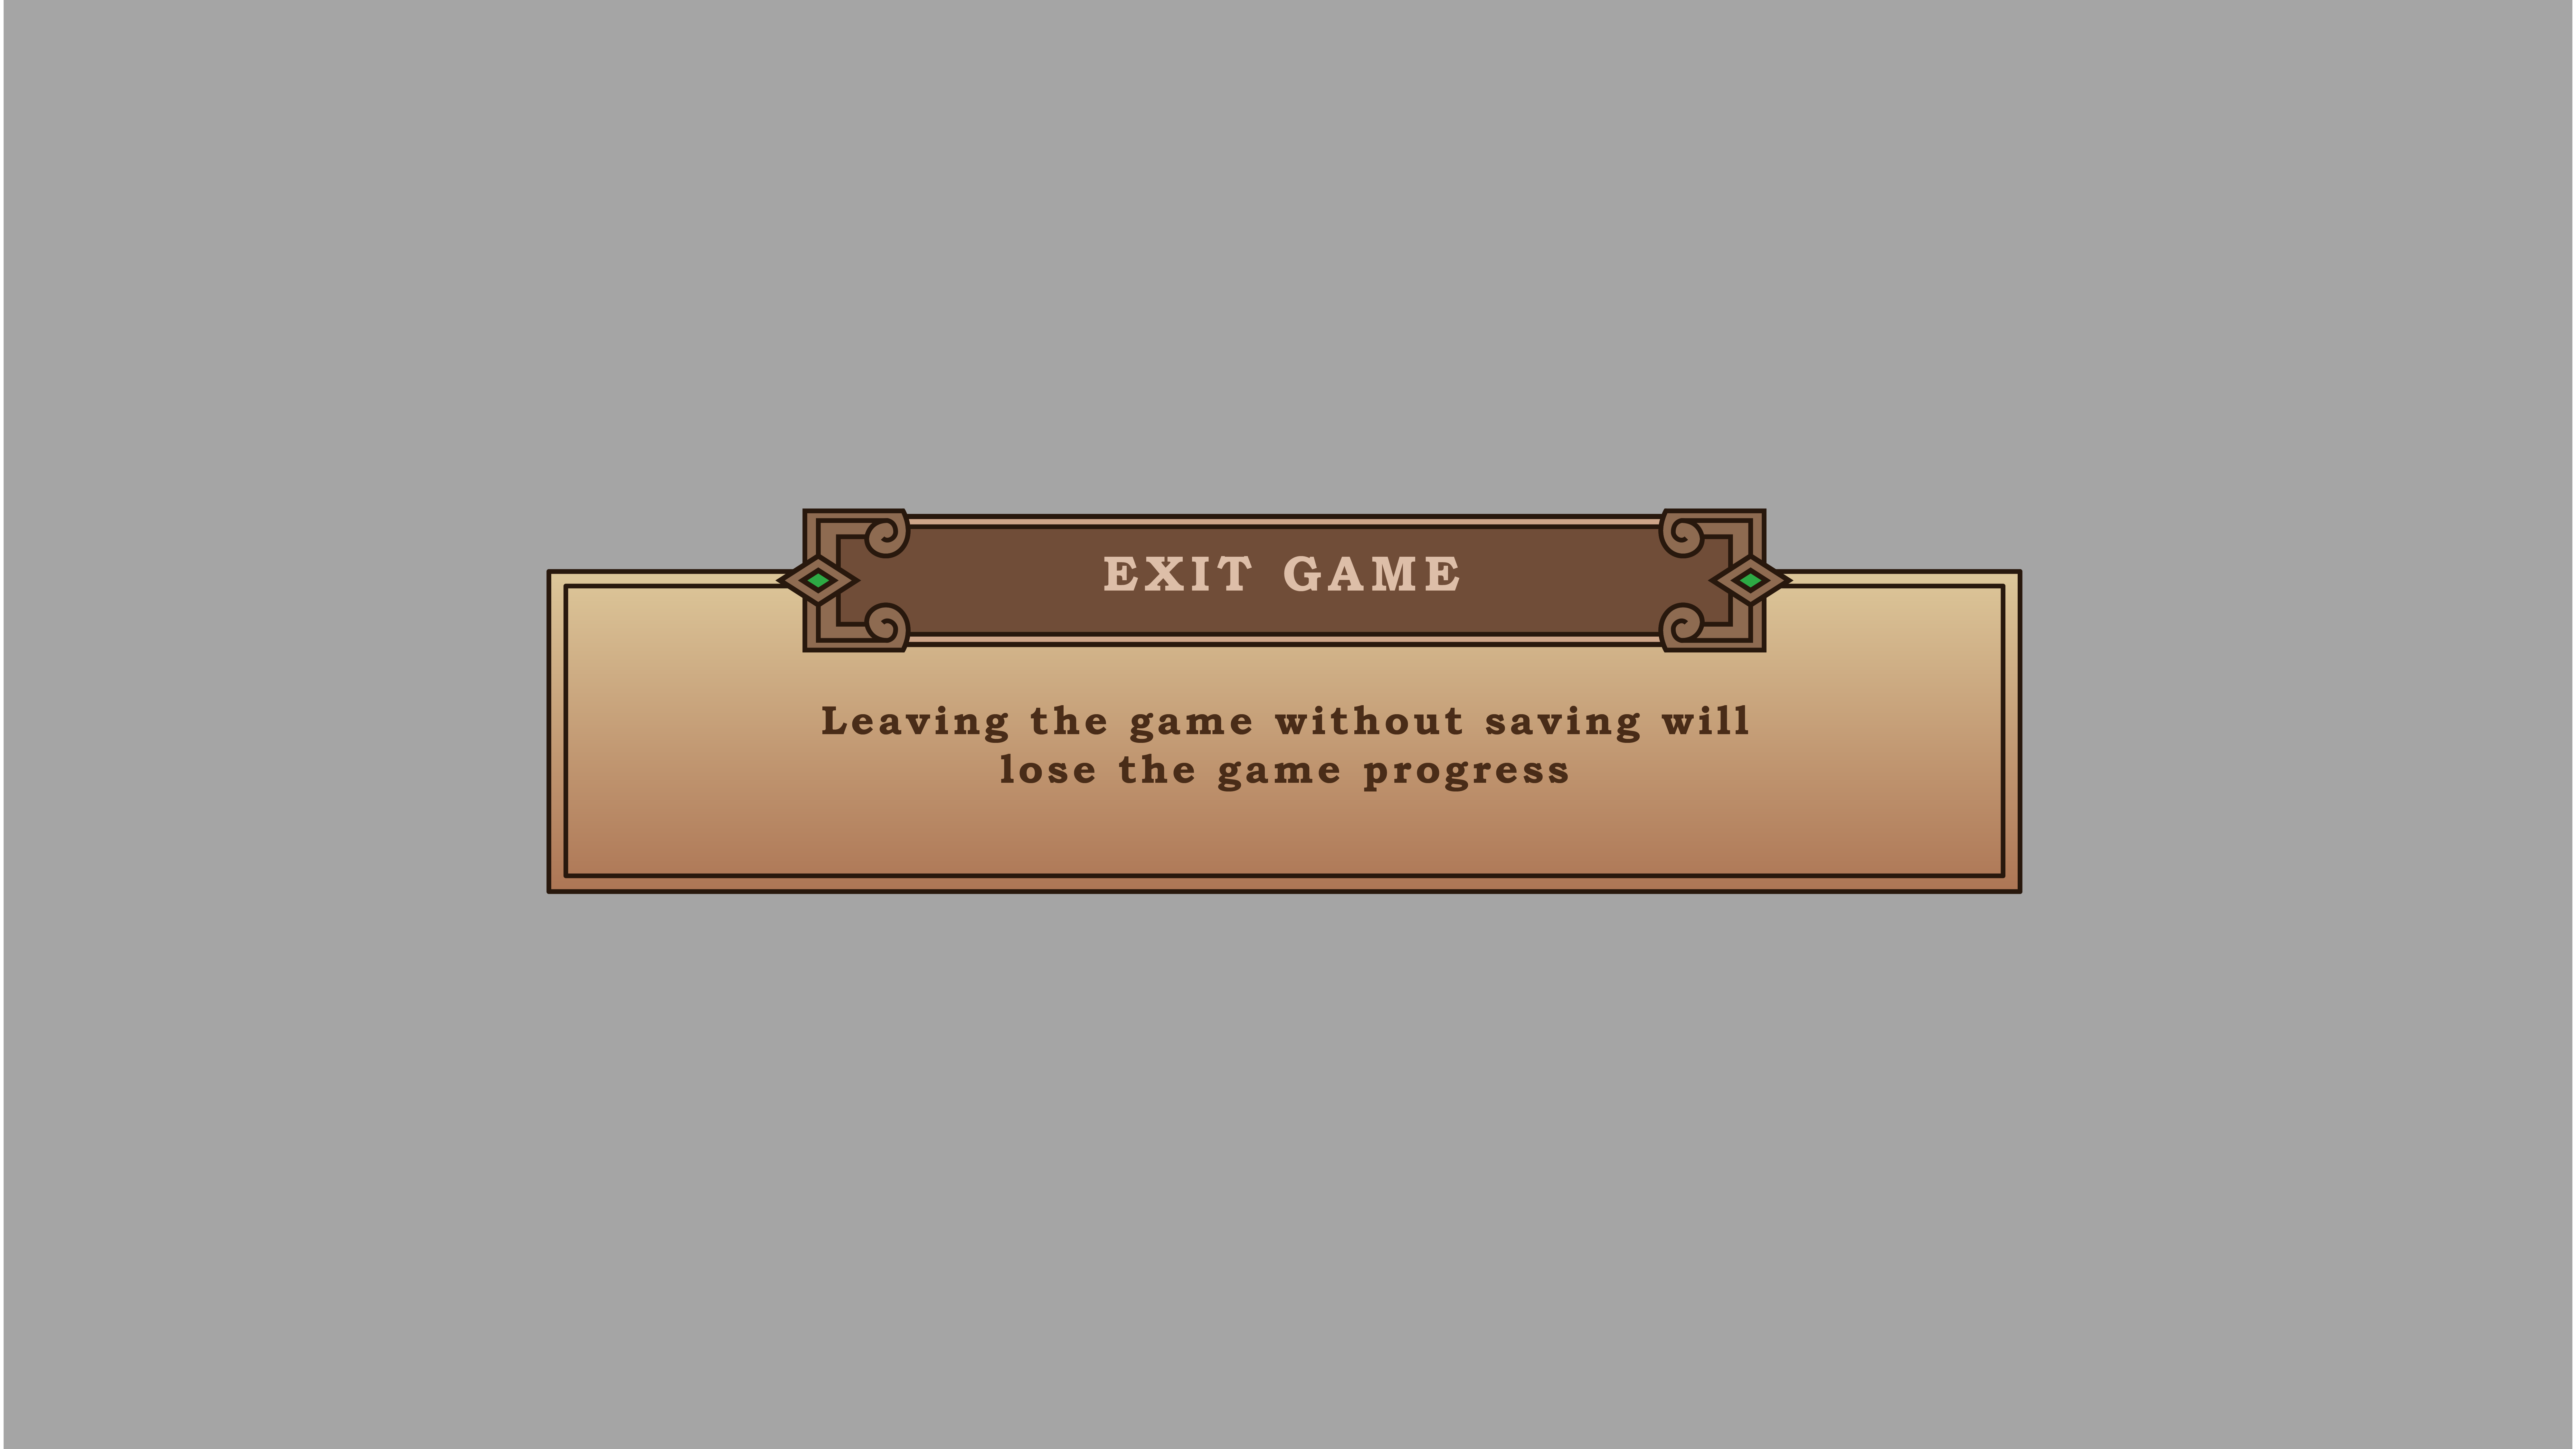 EXIT GAME
Leaving the game without saving will
lose the game progress